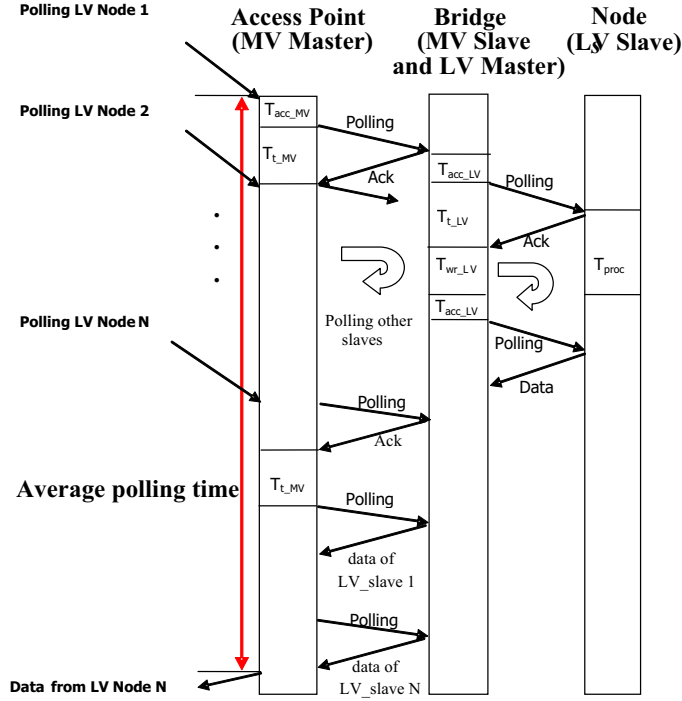 Polling LV Node 1
Access Point
(MV Master)
Bridge
(MV Slave
and LV Master)
Node
(LV Slave)
s
Polling LV Node 2
T_acc_MV
Polling
T_t_MV
Ack
T_acc_LV
Polling
T_t_LV
Ack
T_wr_LV
T_proc
T_acc_LV
Polling other
slaves
Polling
Data
Polling LV Node N
Polling
Ack
Average polling time
T_t_MV
Polling
data of
LV_slave 1
Polling
data of
LV_slave N
Data from LV Node N